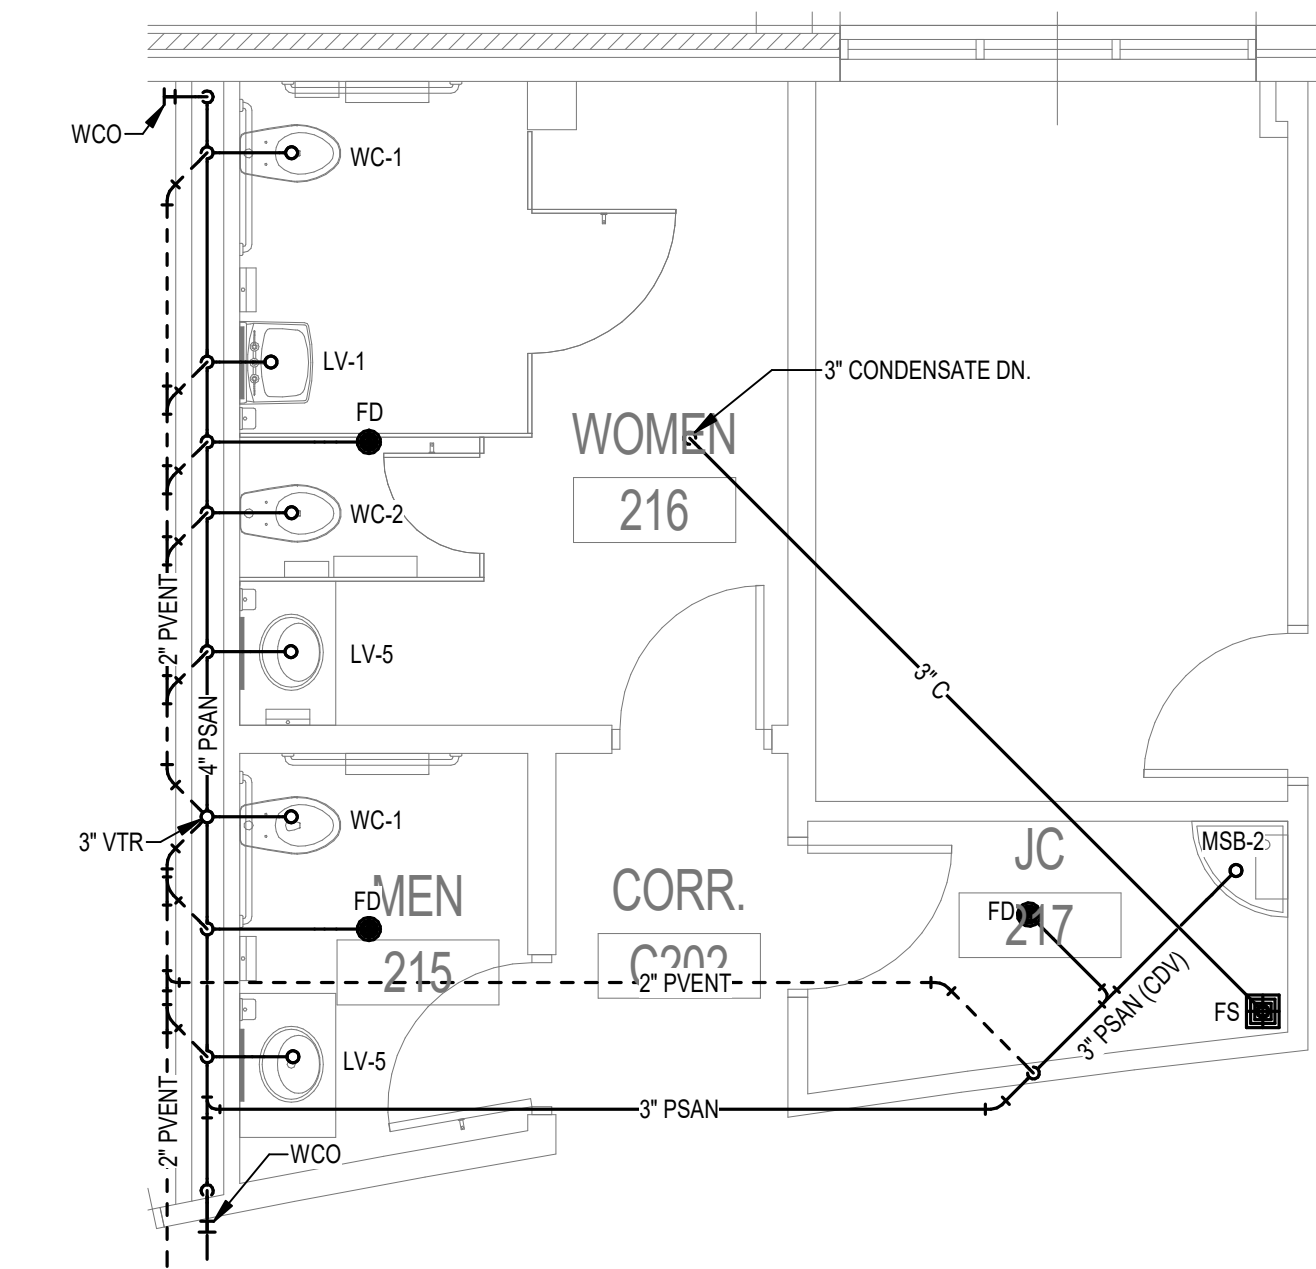 WCO
WC-1
LV-1
3" CONDENSATE DN.
FD
WOMEN
216
WC-2
2" PVENT
LV-5
3" C
4" PSAN
WC-1
3" VTR
JC
MSB-2
CORR.
MEN
FD
FD
217
215
C202
2" PVENT
FS
3" PSAN (CDV)
LV-5
3" PSAN
2" PVENT
WCO